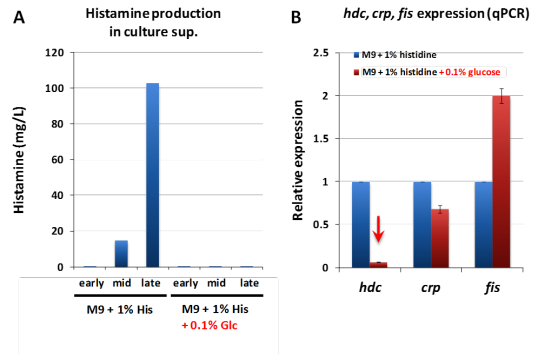 A
Histamine production
in culture sup.
Histamine (mg/L)
120
100
80
60
40
20
0
early mid late early mid late
M9 + 1% His
M9 + 1% His
+ 0.1% Glc
B
hdc, crp, fis expression (qPCR)
Relative expression
2.5
2
1.5
1
0.5
0
M9 + 1% histidine
M9 + 1% histidine + 0.1% glucose
hdc crp fis